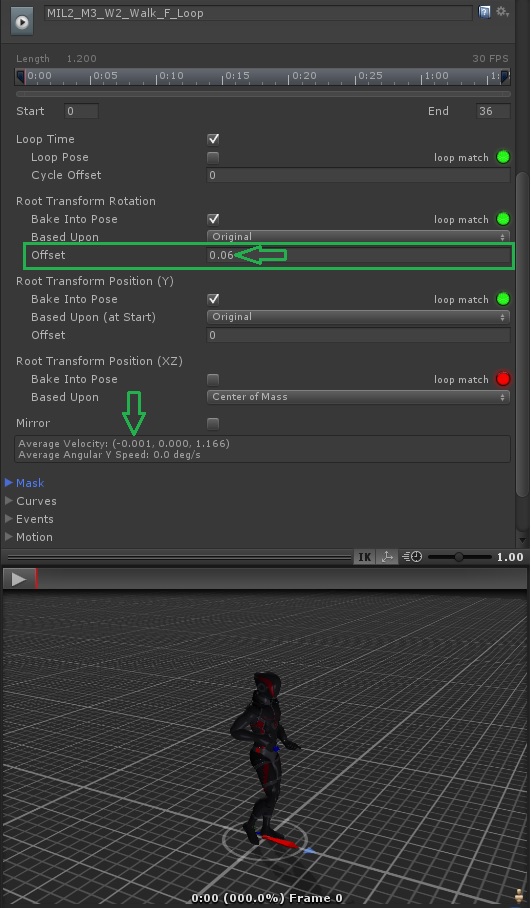 MIL2_M3_W2_Walk_F_Loop
Length 1.200 30 FPS
0:00 0:05 0:10 0:15 0:20 0:25 1:00 1:
Start 0 End 36
Loop Time
Loop Pose loop match
Cycle Offset 0
Root Transform Rotation
Bake Into Pose loop match
Based Upon Original
Offset 0.06
Root Transform Position (Y)
Bake Into Pose loop match
Based Upon (at Start) Original
Offset 0
Root Transform Position (XZ)
Bake Into Pose loop match
Based Upon Center of Mass
Mirror
Average Velocity: (-0.001, 0.000, 1.166)
Average Angular Y Speed: 0.0 deg/s
Mask
Curves
Events
Motion
IK 1.00
0:00 (000.0%) Frame 0